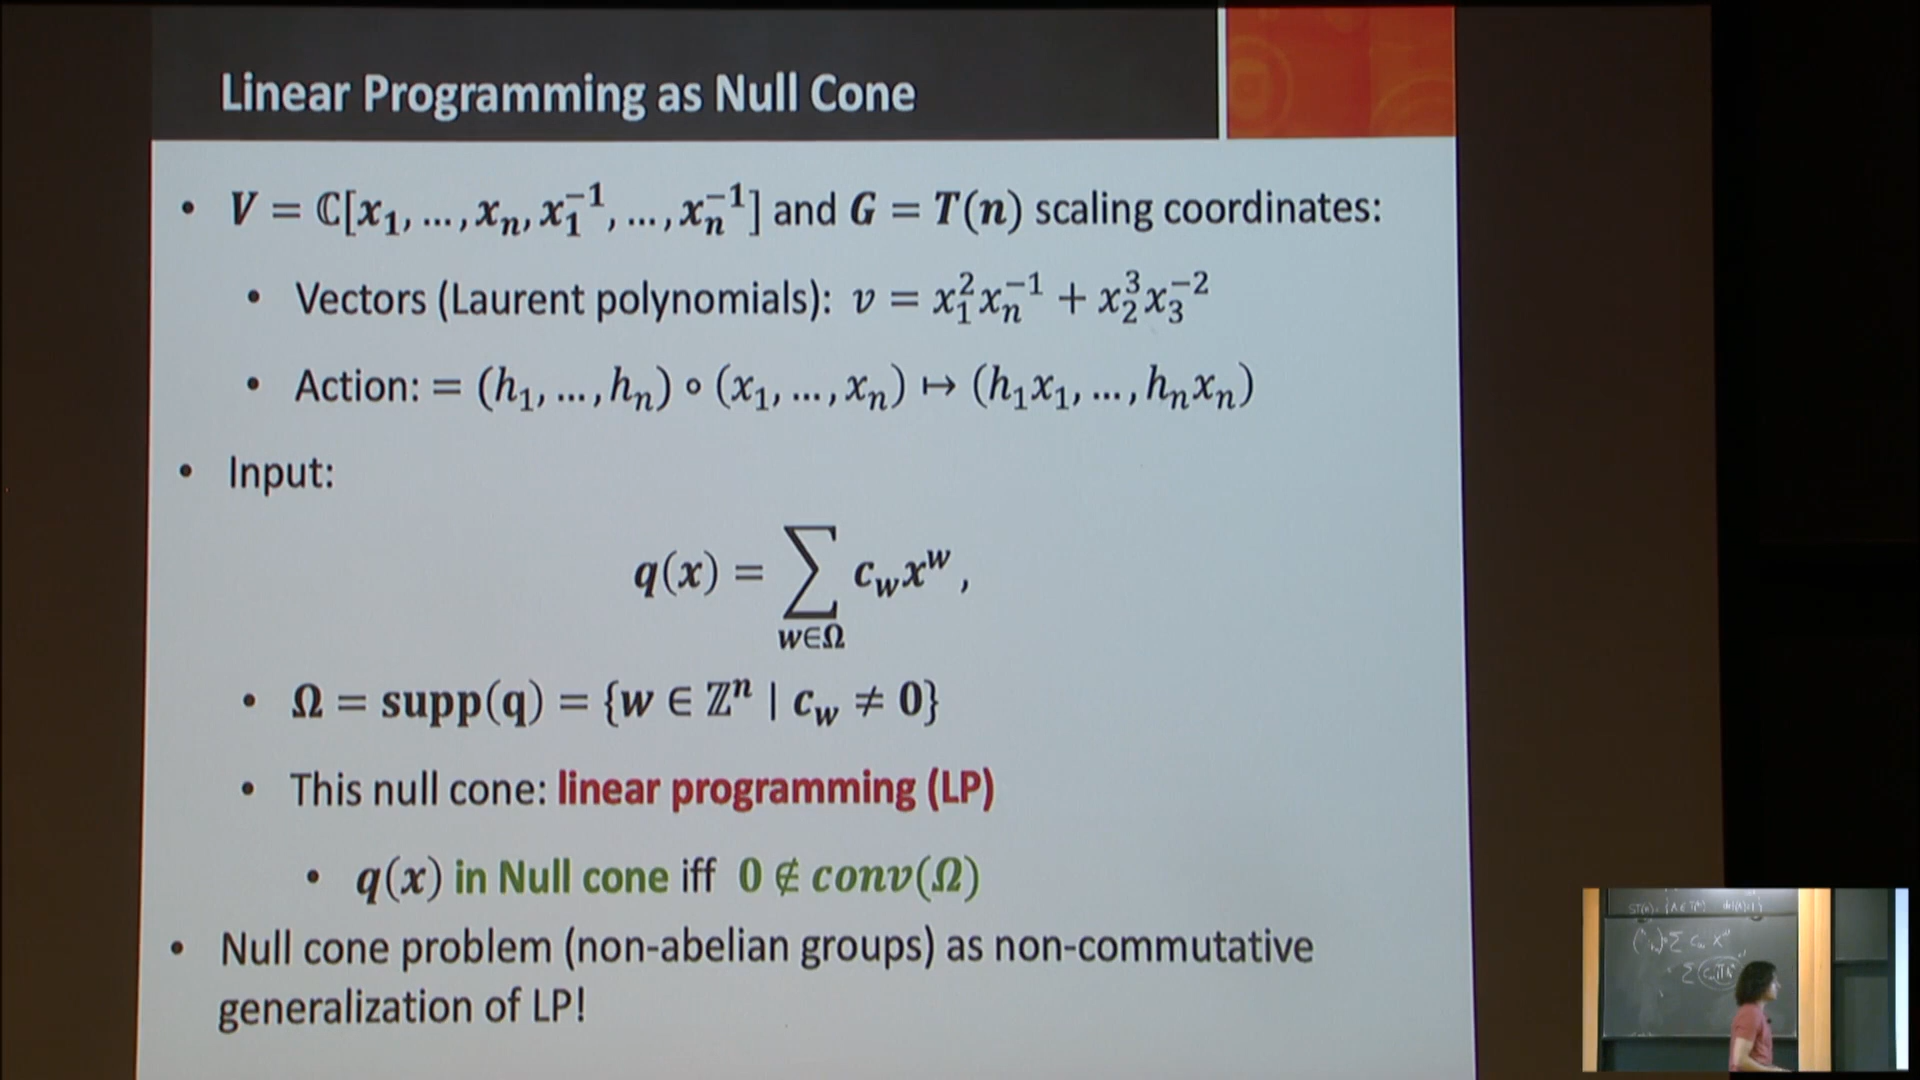 Linear Programming as Null Cone
• V = ℂ[x₁, …, xₙ, x₁⁻¹, …, xₙ⁻¹] and G = T(n) scaling coordinates:
• Vectors (Laurent polynomials): v = x₁²xₙ⁻¹ + x₂³x₃⁻²
• Action: = (h₁, …, hₙ) ∘ (x₁, …, xₙ) ↦ (h₁x₁, …, hₙxₙ)
• Input:
q(x) = ∑_{w∈Ω} c_w x^w ,
• Ω = supp(q) = {w ∈ ℤⁿ | c_w ≠ 0}
• This null cone: linear programming (LP)
• q(x) in Null cone iff 0 ∉ conv(Ω)
• Null cone problem (non-abelian groups) as non-commutative
generalization of LP!